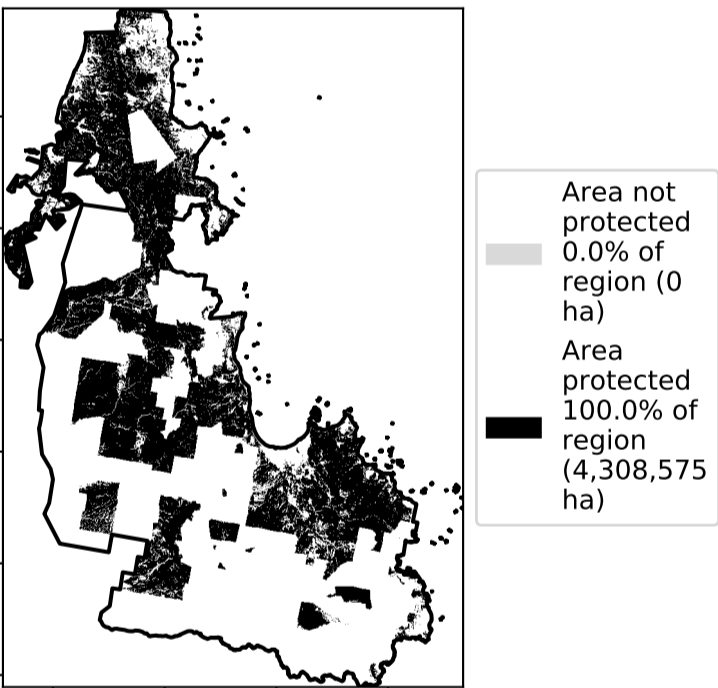 Area not
protected
0.0% of
region (0
ha)
Area
protected
100.0% of
region
(4,308,575
ha)